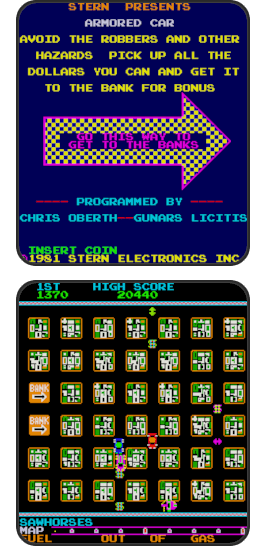 STERN PRESENTS
ARMORED CAR
AVOID THE ROBBERS AND OTHER
HAZARDS PICK UP ALL THE
DOLLARS YOU CAN AND GET IT
TO THE BANK FOR BONUS
GO THIS WAY TO
GET TO THE BANKS
----- PROGRAMMED BY -----
CHRIS OBERTH--GUNARS LICITIS
INSERT COIN
©1981 STERN ELECTRONICS INC
1ST HIGH SCORE
1370 20440
$
$
BANK
$
BANK
$
$
SAWHORSES
MAP
FUEL OUT OF GAS